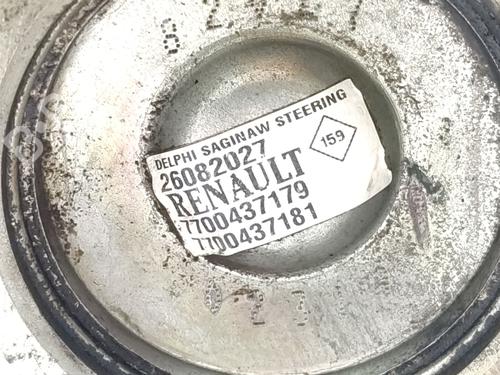 DELPHI SAGINAW STEERING
26082027
RENAULT
159
7700437179
7700437181